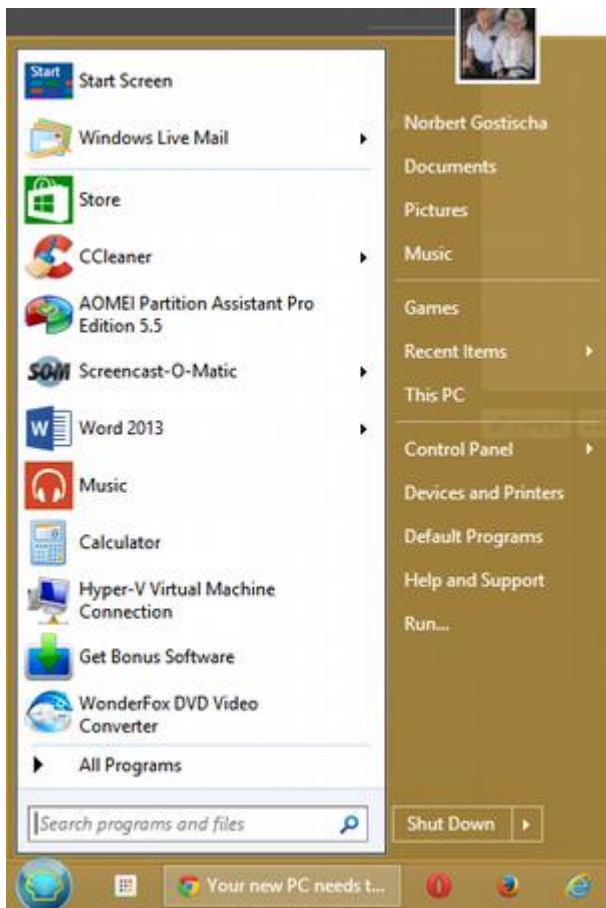 Start
Start Screen
Windows Live Mail
Store
CCleaner
AOMEI Partition Assistant Pro
Edition 5.5
SOM
Screencast-O-Matic
W
Word 2013
Music
Calculator
Hyper-V Virtual Machine
Connection
Get Bonus Software
WonderFox DVD Video
Converter
All Programs
Search programs and files
Norbert Gostischa
Documents
Pictures
Music
Games
Recent Items
This PC
Control Panel
Devices and Printers
Default Programs
Help and Support
Run...
Shut Down
Your new PC needs t...